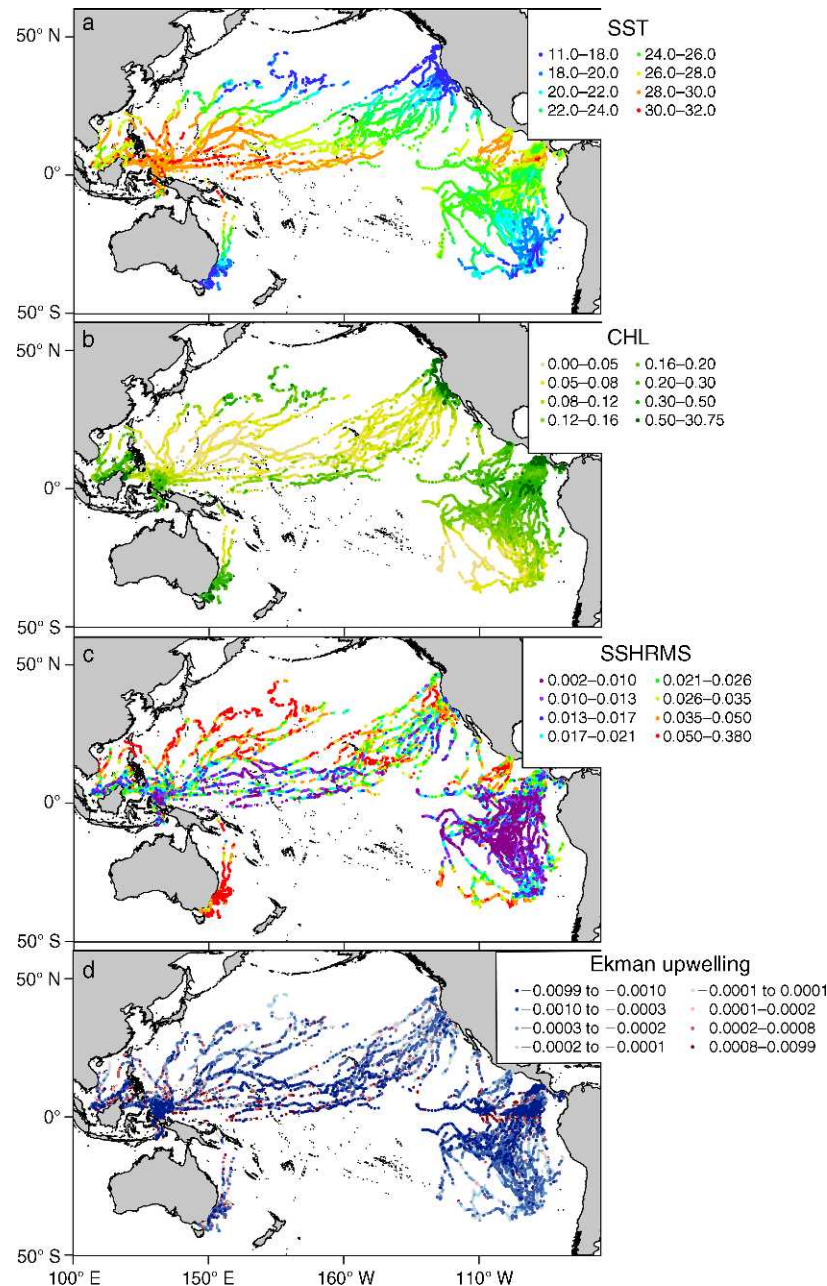 50° N
a
SST
11.0–18.0 24.0–26.0
18.0–20.0 26.0–28.0
20.0–22.0 28.0–30.0
22.0–24.0 30.0–32.0
0°
50° S
50° N
b
CHL
0.00–0.05 0.16–0.20
0.05–0.08 0.20–0.30
0.08–0.12 0.30–0.50
0.12–0.16 0.50–30.75
0°
50° S
50° N
c
SSHRMS
0.002–0.010 0.021–0.026
0.010–0.013 0.026–0.035
0.013–0.017 0.035–0.050
0.017–0.021 0.050–0.380
0°
50° S
50° N
d
Ekman upwelling
−0.0099 to −0.0010 −0.0001 to 0.0001
−0.0010 to −0.0003 0.0001–0.0002
−0.0003 to −0.0002 0.0002–0.0008
−0.0002 to −0.0001 0.0008–0.0099
0°
50° S
100° E 150° E 160° W 110° W